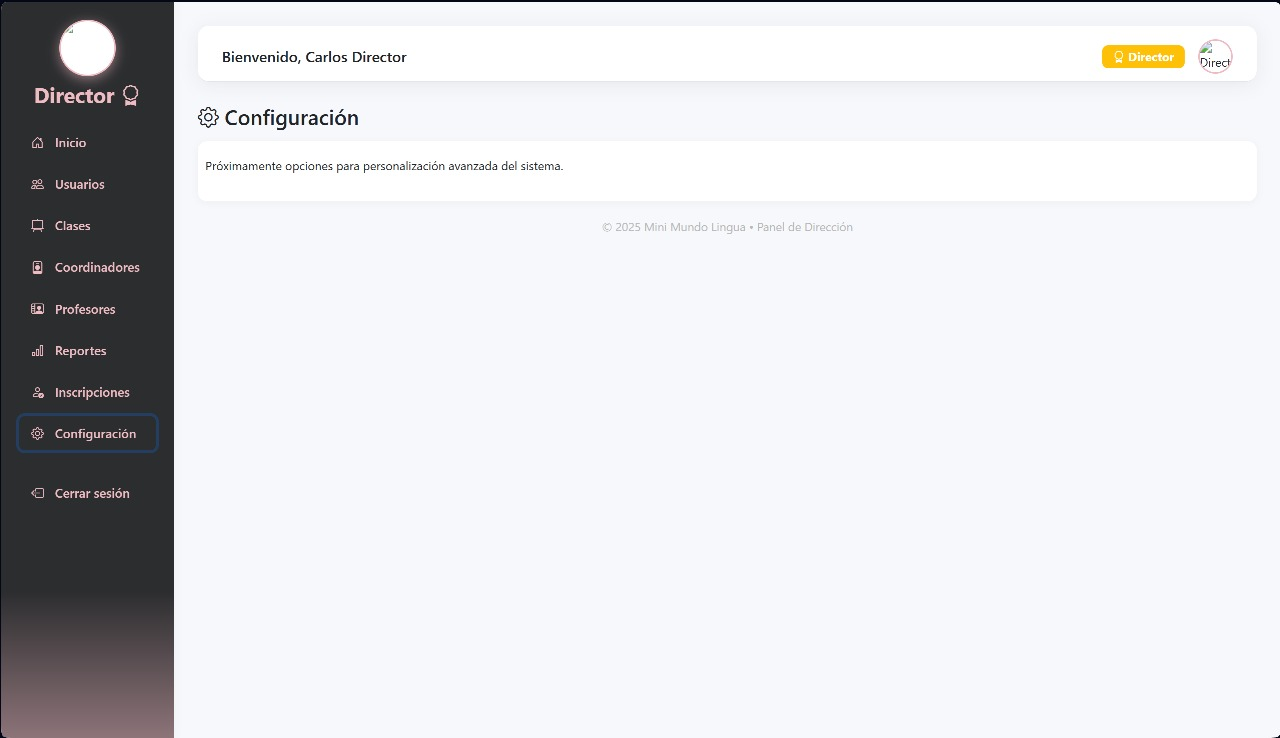 Director
Inicio
Usuarios
Clases
Coordinadores
Profesores
Reportes
Inscripciones
Configuración
Cerrar sesión
Bienvenido, Carlos Director
Director
Direct
Configuración
Próximamente opciones para personalización avanzada del sistema.
© 2025 Mini Mundo Lingua • Panel de Dirección